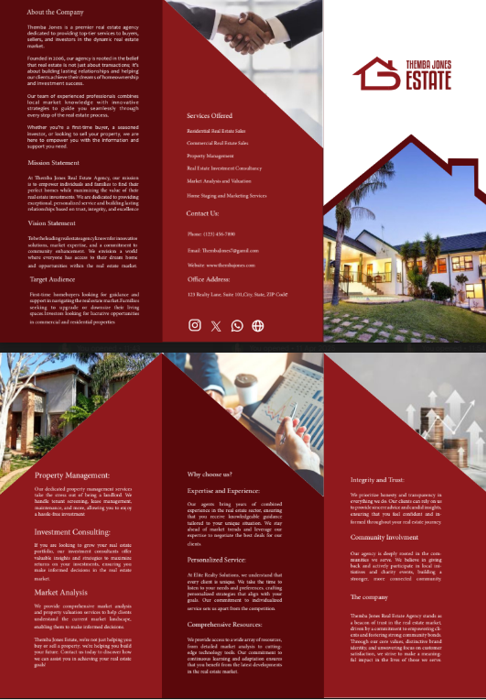 About the Company
Themba Jones is a premier real estate agency
dedicated to providing top-tier services to buyers,
sellers, and investors in the dynamic real estate
market.
Founded in 2016, our agency is rooted in the belief
that real estate is not just about transactions, it's
about building lasting relationships and helping
our clients achieve their dreams of homeownership
and investment success.
Our team of experienced professionals combines
local market knowledge with innovative
strategies to guide you seamlessly through
every step of the real estate process.
Whether you're a first-time buyer, a seasoned
investor, or looking to sell your property, we are
here to empower you with the information and
support you need.
Mission Statement
At Themba Jones Real Estate Agency, our mission
is to empower individuals and families to find their
perfect homes while maximizing the value of their
real estate investments. We are dedicated to providing
exceptional, personalized service and building lasting
relationships based on trust, integrity, and excellence
Vision Statement
To be the leading real estate agency known for innovative
solutions, market expertise, and a commitment to
community enhancement. We envision a world
where everyone has access to their dream home
and opportunities within the real estate market.
Target Audience
First-time homebuyers looking for guidance and
support in navigating the real estate market Families
seeking to upgrade or downsize their living
spaces.Investors looking for lucrative opportunities
in commercial and residential properties
Services Offered
Residential Real Estate Sales
Commercial Real Estate Sales
Property Management
Real Estate Investment Consultancy
Market Analysis and Valuation
Home Staging and Marketing Services
Contact Us:
Phone: (123) 456-7890
Website: www.thembajones.com
Office Address:
123 Realty Lane, Suite 100,City, State, ZIP Code
THEMBA JONES
ESTATE
Property Management:
Our dedicated property management services
take the stress out of being a landlord. We
handle tenant screening, lease management,
maintenance, and more, allowing you to enjoy
a hassle-free investment
Investment Consulting:
If you are looking to grow your real estate
portfolio, our investment consultants offer
valuable insights and strategies to maximize
returns on your investments, ensuring you
make informed decisions in the real estate
market.
Market Analysis
We provide comprehensive market analysis
and property valuation services to help clients
understand the current market landscape,
enabling them to make informed decisions.
Themba Jones Estate, we're not just helping you
buy or sell a property; we're helping you build
your future. Contact us today to discover how
we can assist you in achieving your real estate
goals!
Why choose us?
Expertise and Experience:
Our agents bring years of combined
experience in the real estate sector, ensuring
that you receive knowledgeable guidance
tailored to your unique situation. We stay
ahead of market trends and leverage our
expertise to negotiate the best deals for our
clients.
Personalized Service:
At Elite Realty Solutions, we understand that
every client is unique. We take the time to
listen to your needs and preferences, crafting
personalized strategies that align with your
goals. Our commitment to individualized
service sets us apart from the competition.
Comprehensive Resources:
We provide access to a wide array of resources,
from detailed market analysis to cutting-
edge technology tools. Our commitment to
continuous learning and adaptation ensures
that you benefit from the latest developments
in the real estate market.
Integrity and Trust:
We prioritize honesty and transparency in
everything we do. Our clients can rely on us
to provide sincere advice and candid insights,
ensuring that you feel confident and in-
formed throughout your real estate journey.
Community Involvment
Our agency is deeply rooted in the com-
munities we serve. We believe in giving
back and actively participate in local ini-
tiatives and charity events, building a
stronger, more connected community
The company
Themba Jones Real Estate Agency stands as
a beacon of trust in the real estate market,
driven by a commitment to empowering cli-
ents and fostering strong community bonds.
Through our core values, distinctive brand
identity, and unwavering focus on customer
satisfaction, we strive to make a meaning-
ful impact in the lives of those we serve